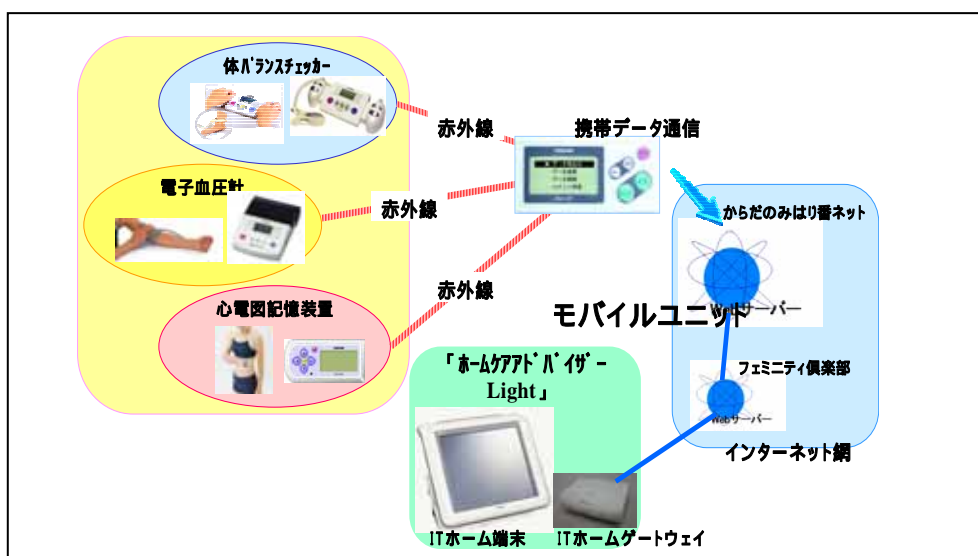 体バランスチェッカー
赤外線
携帯データ通信
電子血圧計
赤外線
からだのみはり番ネット
心電図記憶装置
赤外線
モバイルユニット
Webサーバー
「ホームケアアドバイザー
Light」
フェミニティ倶楽部
Webサーバー
インターネット網
ITホーム端末
ITホームゲートウェイ